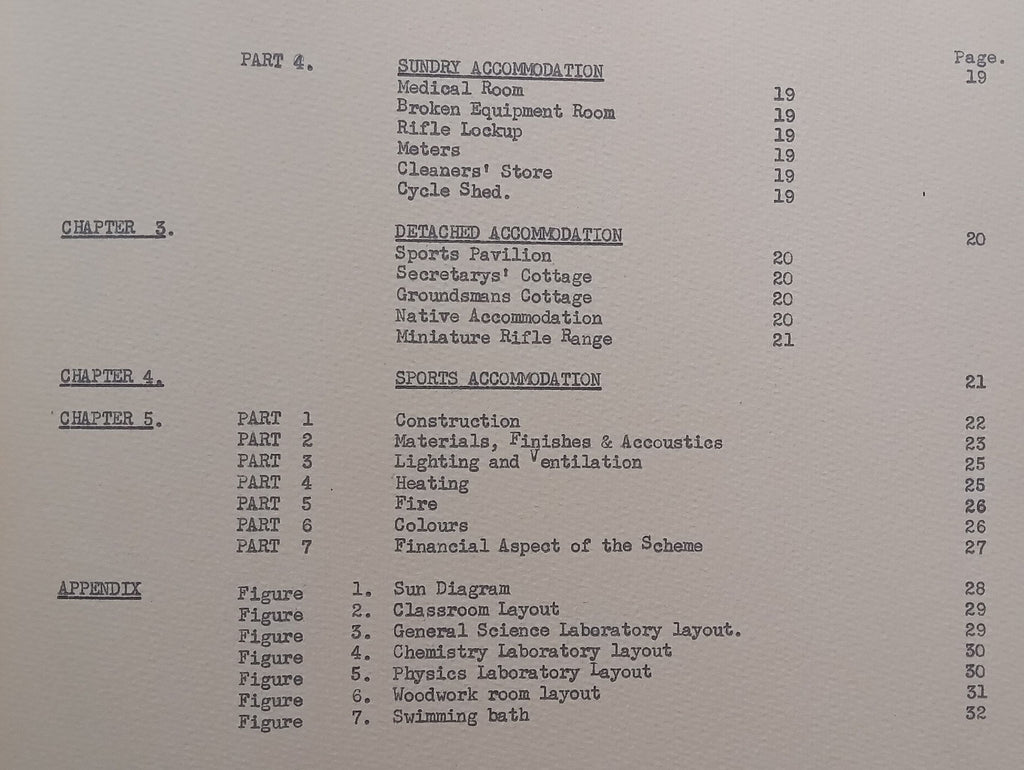 PART 4. SUNDRY ACCOMMODATION Page. 19
Medical Room 19
Broken Equipment Room 19
Rifle Lockup 19
Meters 19
Cleaners' Store 19
Cycle Shed. 19
CHAPTER 3. DETACHED ACCOMMODATION 20
Sports Pavilion 20
Secretarys' Cottage 20
Groundsmans Cottage 20
Native Accommodation 20
Miniature Rifle Range 21
CHAPTER 4. SPORTS ACCOMMODATION 21
CHAPTER 5. PART 1 Construction 22
PART 2 Materials, Finishes & Accoustics 23
PART 3 Lighting and Ventilation 25
PART 4 Heating 25
PART 5 Fire 26
PART 6 Colours 26
PART 7 Financial Aspect of the Scheme 27
APPENDIX Figure 1. Sun Diagram 28
Figure 2. Classroom Layout 29
Figure 3. General Science Laboratory layout. 29
Figure 4. Chemistry Laboratory layout 30
Figure 5. Physics Laboratory Layout 30
Figure 6. Woodwork room layout 31
Figure 7. Swimming bath 32